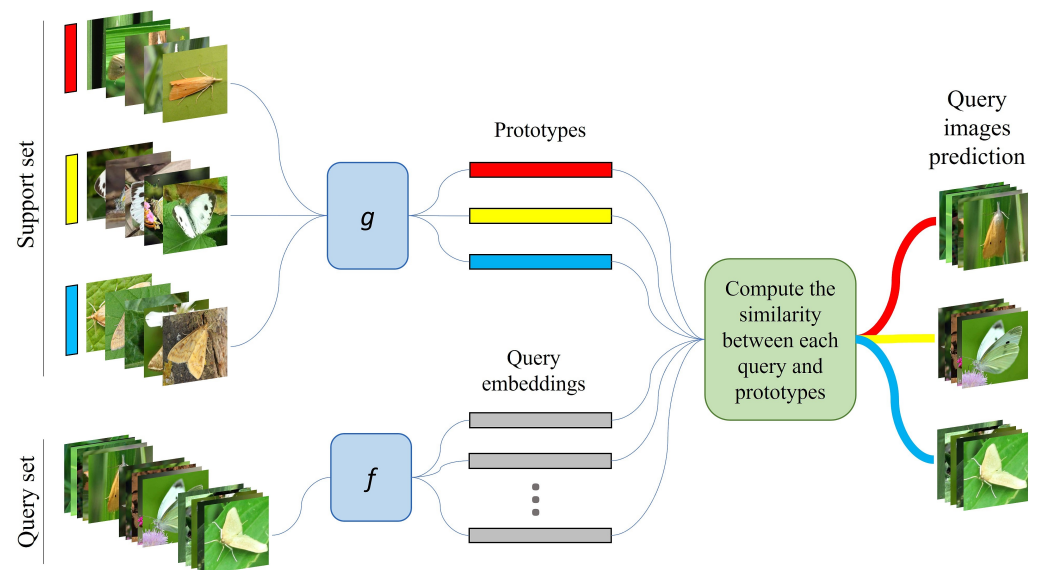 Support set
Query set
g
f
Prototypes
Query
embeddings
Compute the
similarity
between each
query and
prototypes
Query
images
prediction